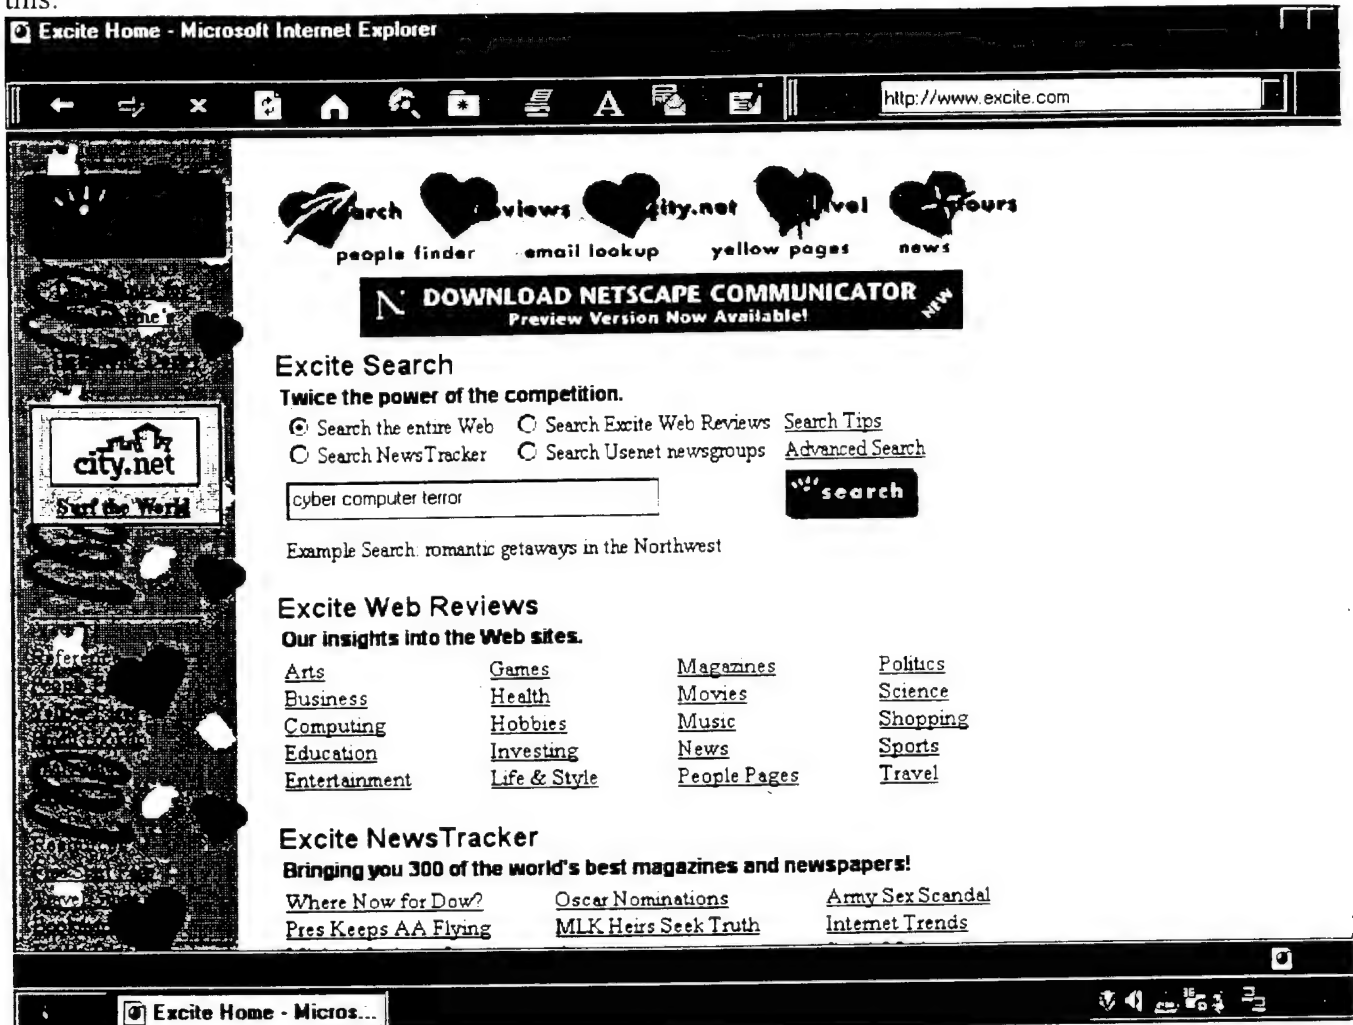 this.
Excite Home - Microsoft Internet Explorer
http://www.excite.com
arch
views
city.net
vel
tours
people finder
email lookup
yellow pages
news
N DOWNLOAD NETSCAPE COMMUNICATOR
Preview Version Now Available!
NEW
Excite Search
Twice the power of the competition.
Search the entire Web Search Excite Web Reviews Search Tips
Search NewsTracker Search Usenet newsgroups Advanced Search
cyber computer terror
search
Example Search: romantic getaways in the Northwest
city.net
Surf the World
Excite Web Reviews
Our insights into the Web sites.
Arts Games Magazines Politics
Business Health Movies Science
Computing Hobbies Music Shopping
Education Investing News Sports
Entertainment Life & Style People Pages Travel
Excite NewsTracker
Bringing you 300 of the world's best magazines and newspapers!
Where Now for Dow? Oscar Nominations Army Sex Scandal
Pres Keeps AA Flying MLK Heirs Seek Truth Internet Trends
Excite Home - Micros...